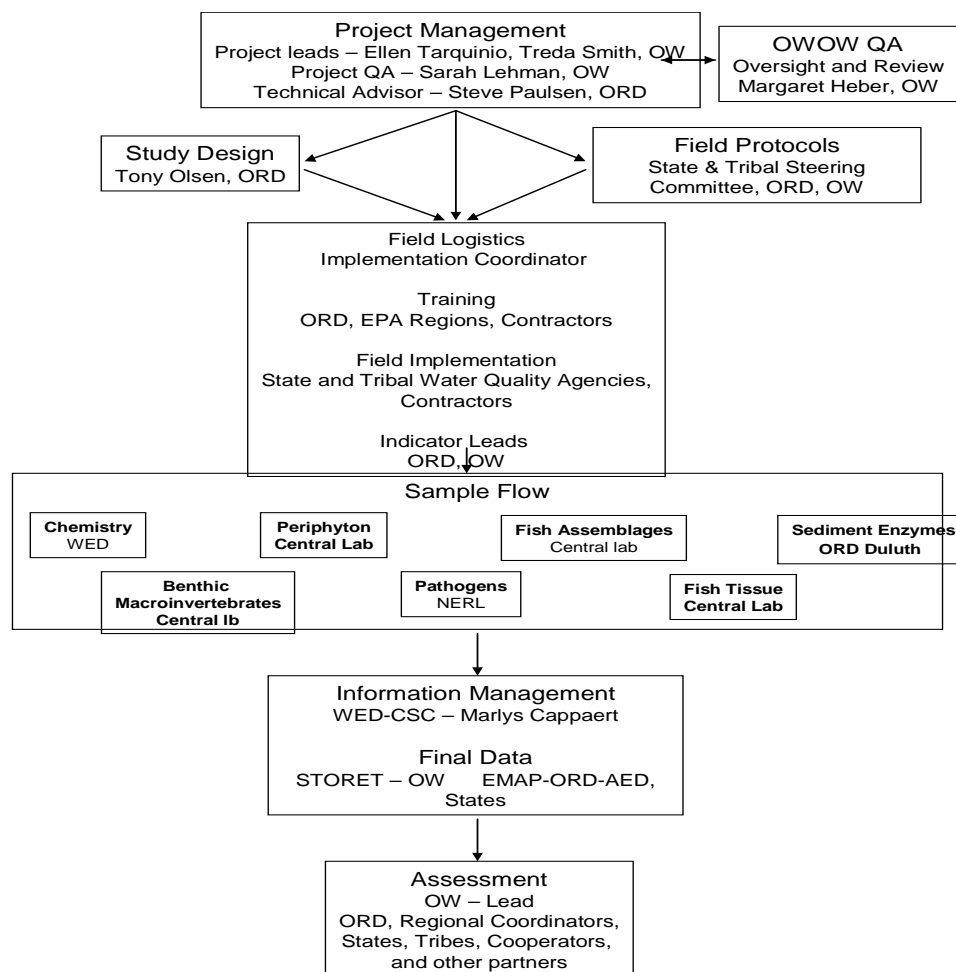 Project Management
Project leads – Ellen Tarquinio, Treda Smith, OW
Project QA – Sarah Lehman, OW
Technical Advisor – Steve Paulsen, ORD
OWOW QA
Oversight and Review
Margaret Heber, OW
Study Design
Tony Olsen, ORD
Field Protocols
State & Tribal Steering
Committee, ORD, OW
Field Logistics
Implementation Coordinator
Training
ORD, EPA Regions, Contractors
Field Implementation
State and Tribal Water Quality Agencies,
Contractors
Indicator Leads
ORD, OW
Sample Flow
Chemistry
WED
Periphyton
Central Lab
Fish Assemblages
Central lab
Sediment Enzymes
ORD Duluth
Benthic
Macroinvertebrates
Central lb
Pathogens
NERL
Fish Tissue
Central Lab
Information Management
WED-CSC – Marlys Cappaert
Final Data
STORET – OW EMAP-ORD-AED,
States
Assessment
OW – Lead
ORD, Regional Coordinators,
States, Tribes, Cooperators,
and other partners